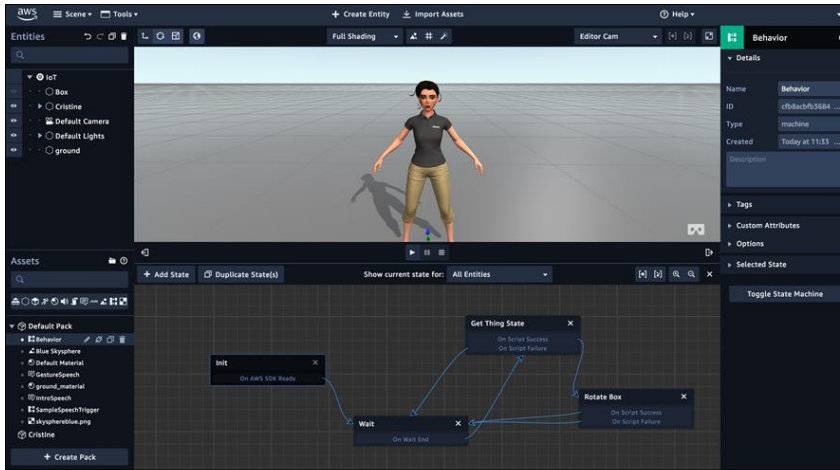 aws
Scene
Tools
+ Create Entity
Import Assets
Help
Entities
Full Shading
Editor Cam
Behavior
IoT
Box
Cristine
Default Camera
Default Lights
ground
Details
Name
Behavior
ID
cfb8acbfb3684 ...
Type
machine
Created
Today at 11:33 ...
Description
Tags
Custom Attributes
Options
Selected State
Toggle State Machine
Assets
+ Add State
Duplicate State(s)
Show current state for:
All Entities
Default Pack
Behavior
Blue Skysphere
Default Material
GestureSpeech
ground_material
IntroSpeech
SampleSpeechTrigger
skysphereblue.png
Cristine
+ Create Pack
Init
On AWS SDK Ready
Get Thing State
On Script Success
On Script Failure
Wait
On Wait End
Rotate Box
On Script Success
On Script Failure